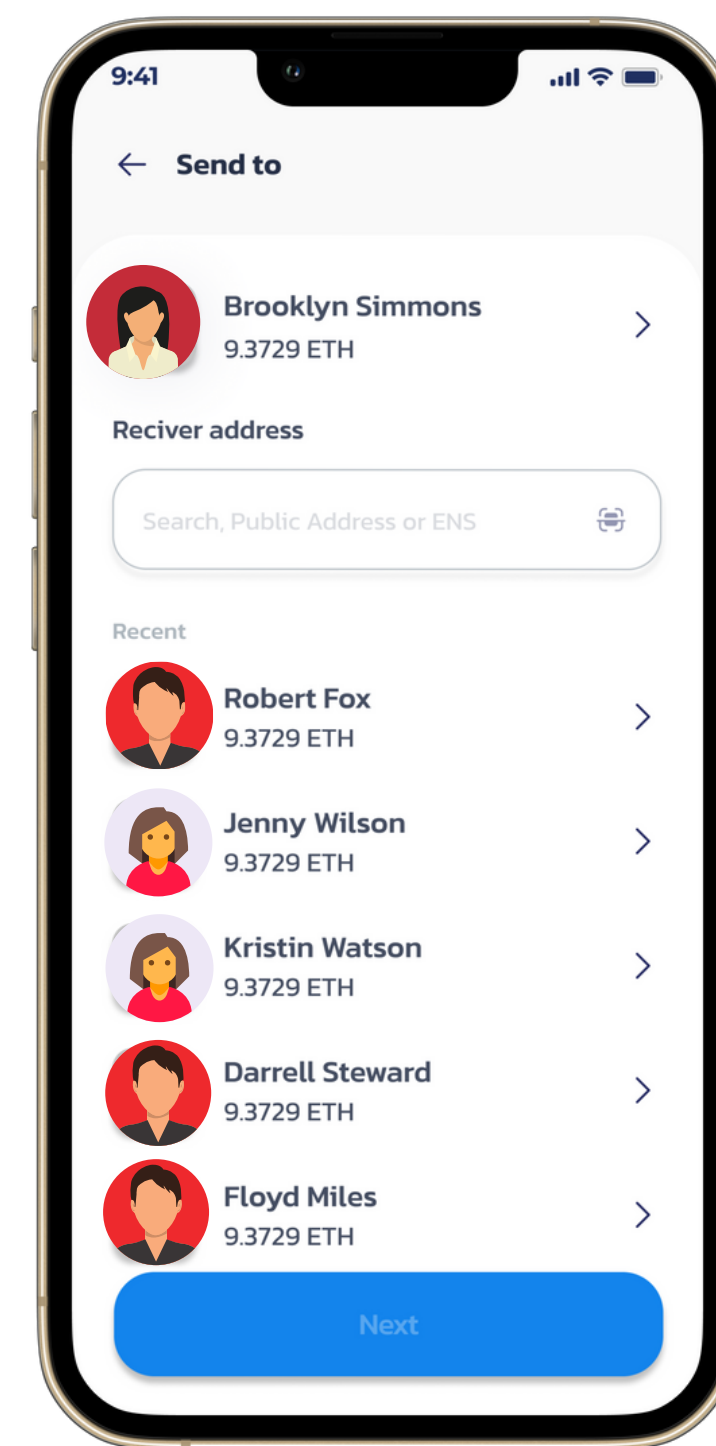 9:41
Send to
Brooklyn Simmons
9.3729 ETH
Reciver address
Search, Public Address or ENS
Recent
Robert Fox
9.3729 ETH
Jenny Wilson
9.3729 ETH
Kristin Watson
9.3729 ETH
Darrell Steward
9.3729 ETH
Floyd Miles
9.3729 ETH
Next